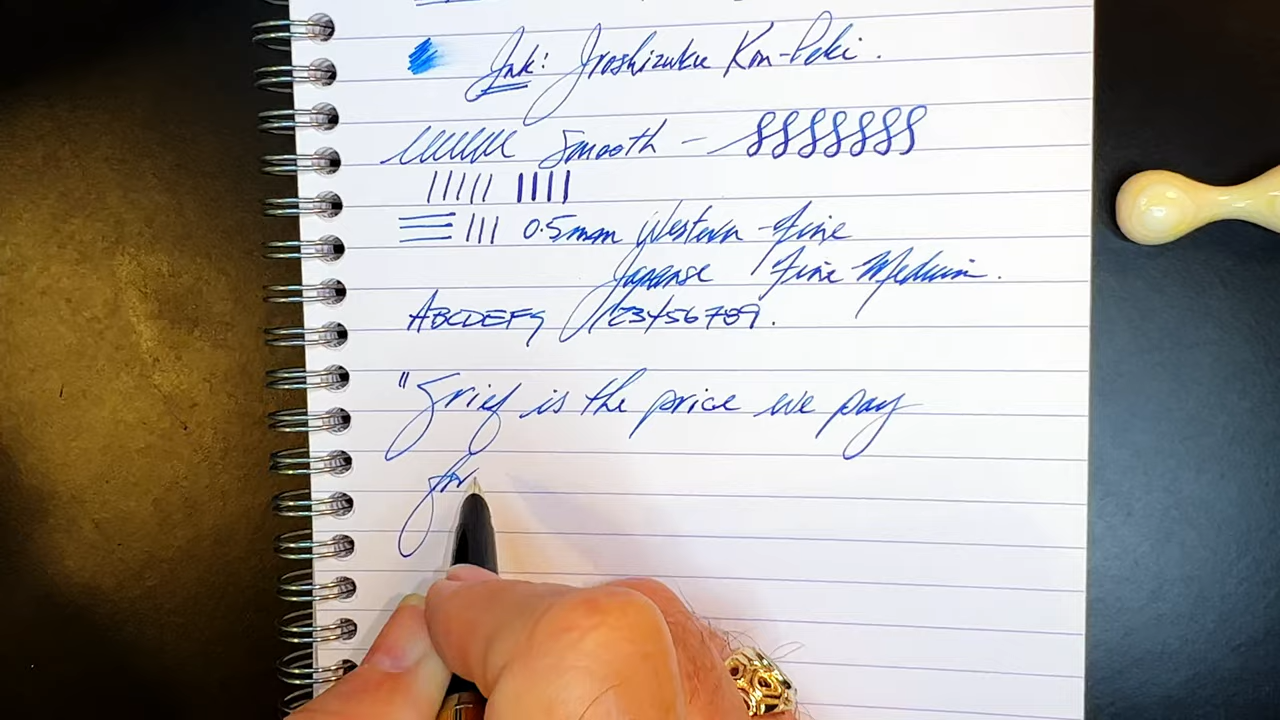 Ink: Iroshizuku Kon-Peki.
Smooth -
0.5mm Western Fine
Japanese Fine-Medium.
ABCDEFG 123456789.
"Grief is the price we pay
for